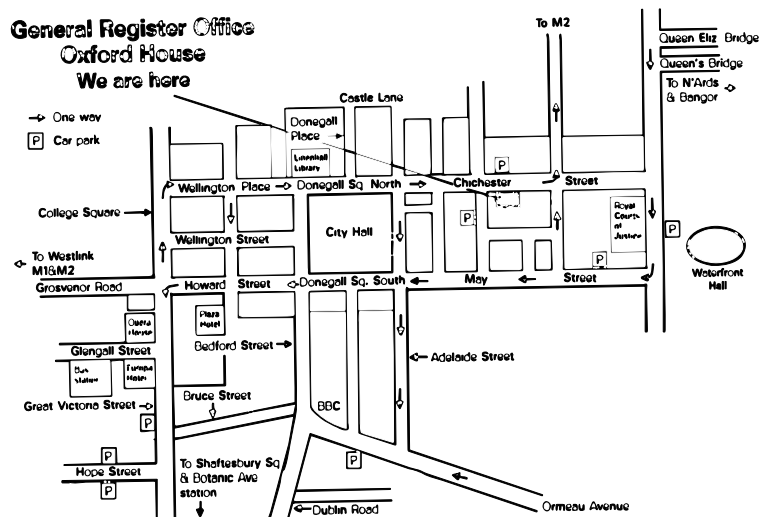 General Register Office
Oxford House
We are here
To M2
Queen Eliz Bridge
Queen's Bridge
To N'Ards
& Bangor
One way
P Car park
Castle Lane
Donegall
Place
Linenhall
Library
P
Wellington Place
Donegall Sq North
Chichester
Street
College Square
P
Royal
Courts
of
Justice
P
City Hall
Wellington Street
To Westlink
M1&M2
P
Waterfront
Hall
Grosvenor Road
Howard Street
Donegall Sq. South
May
Street
Opera
House
Plaza
Hotel
Glengall Street
Bedford Street
Adelaide Street
Bus
station
Europa
Hotel
Bruce Street
Great Victoria Street
BBC
P
P
Hope Street
P
To Shaftesbury Sq
& Botanic Ave
station
P
Ormeau Avenue
Dublin Road